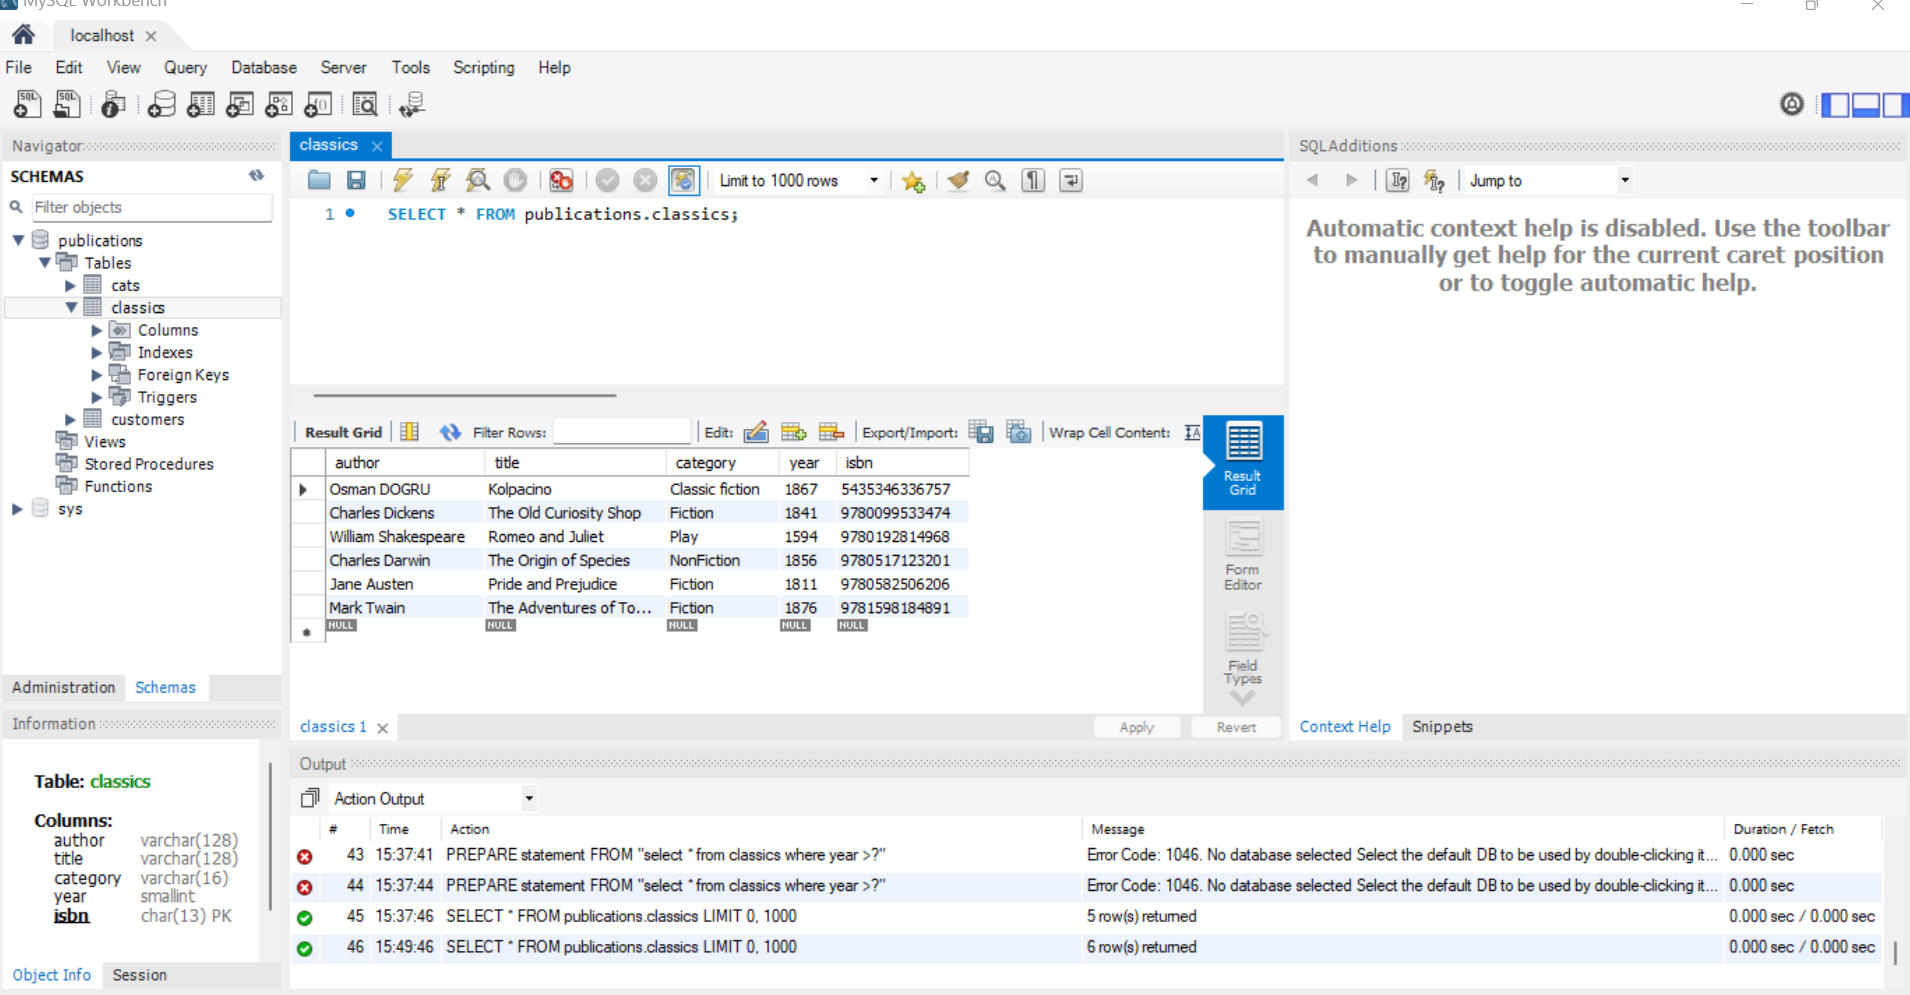 MySQL Workbench
localhost
File Edit View Query Database Server Tools Scripting Help
Navigator
SCHEMAS
Filter objects
publications
Tables
cats
classics
Columns
Indexes
Foreign Keys
Triggers
customers
Views
Stored Procedures
Functions
sys
Administration Schemas
Information
Table: classics
Columns:
author varchar(128)
title varchar(128)
category varchar(16)
year smallint
isbn char(13) PK
Object Info Session
classics
Limit to 1000 rows
1 SELECT * FROM publications.classics;
Result Grid Filter Rows: Edit: Export/Import: Wrap Cell Content:
author title category year isbn
Osman DOGRU Kolpacino Classic fiction 1867 5435346336757
Charles Dickens The Old Curiosity Shop Fiction 1841 9780099533474
William Shakespeare Romeo and Juliet Play 1594 9780192814968
Charles Darwin The Origin of Species NonFiction 1856 9780517123201
Jane Austen Pride and Prejudice Fiction 1811 9780582506206
Mark Twain The Adventures of To... Fiction 1876 9781598184891
NULL NULL NULL NULL NULL
Result
Grid
Form
Editor
Field
Types
classics 1 Apply Revert
SQLAdditions
Jump to
Automatic context help is disabled. Use the toolbar
to manually get help for the current caret position
or to toggle automatic help.
Context Help Snippets
Output
Action Output
# Time Action Message Duration / Fetch
43 15:37:41 PREPARE statement FROM "select * from classics where year >?" Error Code: 1046. No database selected Select the default DB to be used by double-clicking it... 0.000 sec
44 15:37:44 PREPARE statement FROM "select * from classics where year >?" Error Code: 1046. No database selected Select the default DB to be used by double-clicking it... 0.000 sec
45 15:37:46 SELECT * FROM publications.classics LIMIT 0, 1000 5 row(s) returned 0.000 sec / 0.000 sec
46 15:49:46 SELECT * FROM publications.classics LIMIT 0, 1000 6 row(s) returned 0.000 sec / 0.000 sec